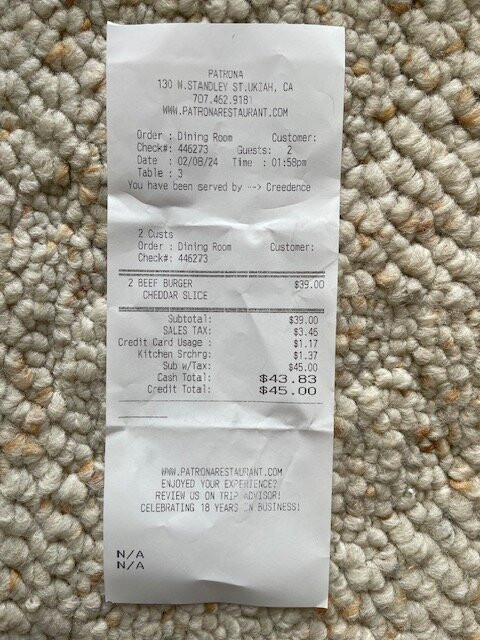 PATRONA
130 W.STANDLEY ST.UKIAH, CA
707.462.9181
WWW.PATRONARESTAURANT.COM
Order : Dining Room Customer:
Check#: 446273 Guests: 2
Date : 02/08/24 Time : 01:58pm
Table : 3
You have been served by --> Creedence
2 Custs
Order : Dining Room Customer:
Check#: 446273
2 BEEF BURGER $39.00
CHEDDAR SLICE
Subtotal: $39.00
SALES TAX: $3.46
Credit Card Usage : $1.17
Kitchen Srchrg: $1.37
Sub w/Tax: $45.00
Cash Total: $43.83
Credit Total: $45.00
WWW.PATRONARESTAURANT.COM
ENJOYED YOUR EXPERIENCE?
REVIEW US ON TRIP ADVISOR!
CELEBRATING 18 YEARS IN BUSINESS!
N/A
N/A